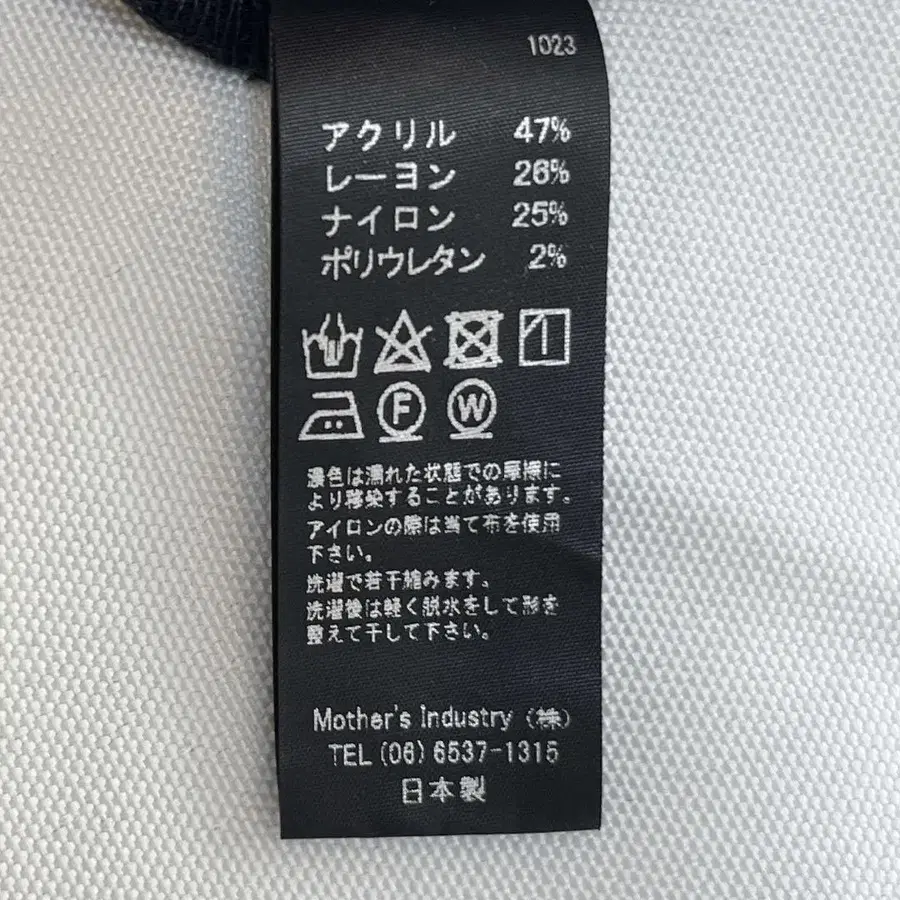 1023
アクリル 47%
レーヨン 26%
ナイロン 25%
ポリウレタン 2%
F W
濃色は濡れた状態での摩擦に
より移染することがあります。
アイロンの際は当て布を使用
下さい。
洗濯で若干縮みます。
洗濯後は軽く脱水をして形を
整えて干して下さい。
Mother's Industry (株)
TEL (06) 6537-1315
日本製